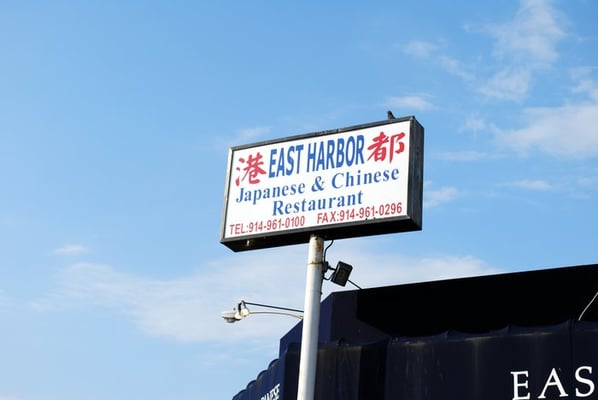 港 EAST HARBOR 都
Japanese & Chinese
Restaurant
TEL:914-961-0100 FAX:914-961-0296
EAS